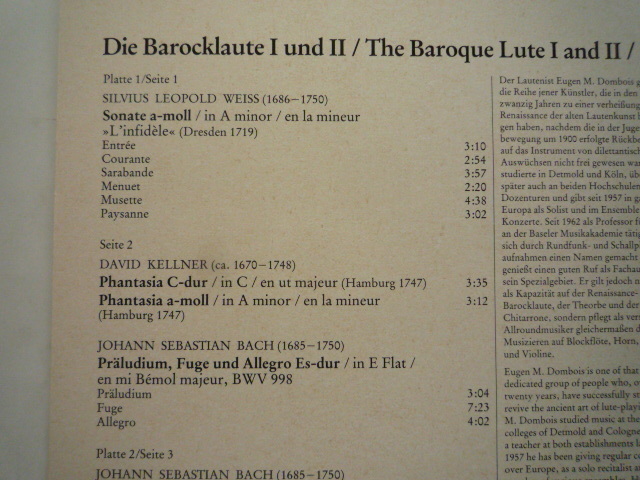 Die Barocklaute I und II / The Baroque Lute I and II /
Platte 1/Seite 1
SILVIUS LEOPOLD WEISS (1686–1750)
Sonate a-moll / in A minor / en la mineur
»L'infidèle« (Dresden 1719)
Entrée 3:10
Courante 2:54
Sarabande 3:57
Menuet 2:20
Musette 4:38
Paysanne 3:02
Seite 2
DAVID KELLNER (ca. 1670–1748)
Phantasia C-dur / in C / en ut majeur (Hamburg 1747) 3:35
Phantasia a-moll / in A minor / en la mineur 3:12
(Hamburg 1747)
JOHANN SEBASTIAN BACH (1685–1750)
Präludium, Fuge und Allegro Es-dur / in E Flat /
en mi Bémol majeur, BWV 998
Präludium 3:04
Fuge 7:23
Allegro 4:02
Platte 2/Seite 3
JOHANN SEBASTIAN BACH (1685–1750)
Der Lautenist Eugen M. Dombois
die Reihe jener Künstler, die in den
zwanzig Jahren zu einer verheißung
Renaissance der alten Lautenkunst
gen haben, nachdem die in der Juge
bewegung um 1900 erfolgte Rückbe
auf das Instrument von dilettantisch
Auswüchsen nicht frei gewesen wa
studierte in Detmold und Köln, üb
später auch an beiden Hochschulen
Dozenturen und gibt seit 1957 in g
Europa als Solist und im Ensemble
Konzerte. Seit 1962 als Professor f
an der Baseler Musikakademie tätig
sich durch Rundfunk- und Schallp
aufnahmen einen Namen gemacht
genießt einen guten Ruf als Fachau
sein Spezialgebiet. Er gilt jedoch n
als Kapazität auf der Renaissance-
Barocklaute, der Theorbe und der
Chitarrone, sondern pflegt als vers
Allroundmusiker gleichermaßen d
Musizieren auf Blockflöte, Horn,
und Violine.
Eugen M. Dombois is one of that
dedicated group of people who, o
twenty years, have successfully st
revive the ancient art of lute-play
M. Dombois studied music at the
colleges of Detmold and Cologne
a teacher at both establishments l
1957 he has been giving regular co
over Europe, as a solo recitalist a